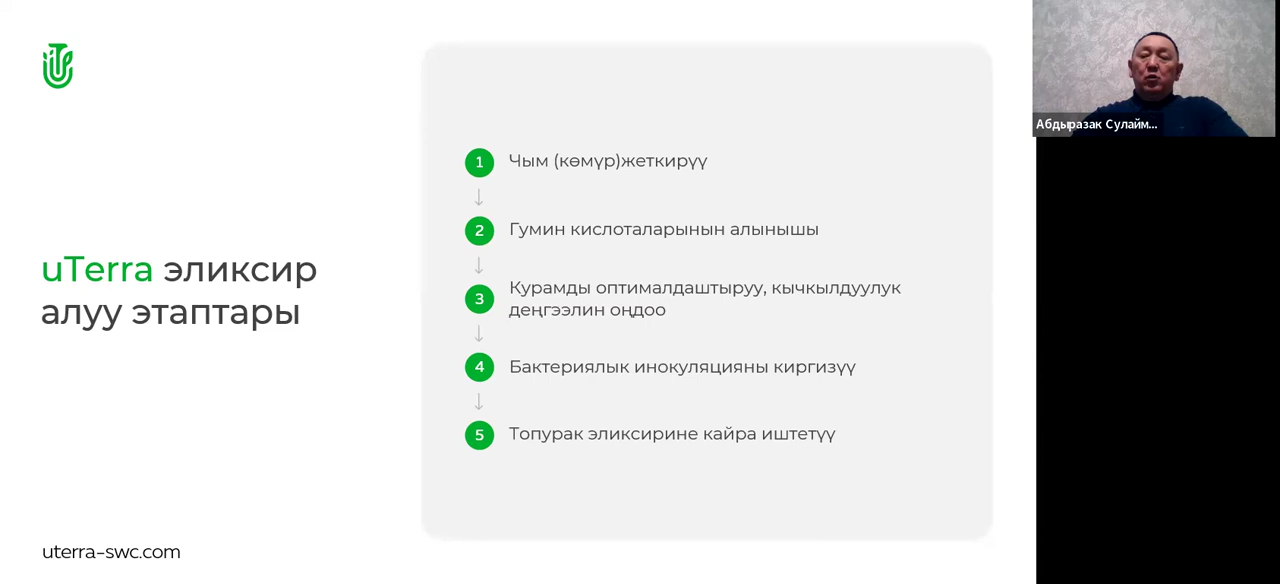 uTerra эликсир
алуу этаптары
1 Чым (көмүр)жеткирүү
2 Гумин кислоталарынын алынышы
3 Курамды оптималдаштыруу, кычкылдуулук
деңгээлин оңдоо
4 Бактериялык инокуляцияны киргизүү
5 Топурак эликсирине кайра иштетүү
uterra-swc.com
Абдыразак Сулайм...